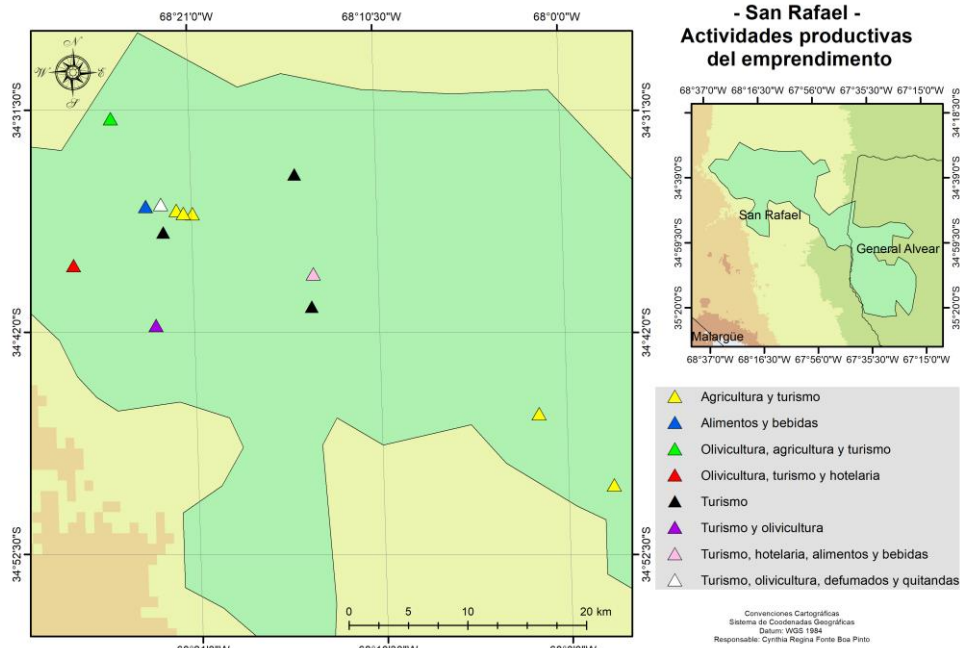 - San Rafael -
Actividades productivas
del emprendimento
68°21'0"W 68°10'30"W 68°0'0"W
N
W E
S
34°31'30"S
34°42'0"S
34°52'30"S
34°31'30"S
34°42'0"S
34°52'30"S
0 5 10 20 km
68°37'0"W 68°16'30"W 67°56'0"W 67°35'30"W 67°15'0"W
34°39'0"S
34°59'30"S
35°20'0"S
34°18'30"S
34°39'0"S
34°59'30"S
35°20'0"S
San Rafael
General Alvear
Malargüe
68°37'0"W 68°16'30"W 67°56'0"W 67°35'30"W 67°15'0"W
Agricultura y turismo
Alimentos y bebidas
Olivicultura, agricultura y turismo
Olivicultura, turismo y hotelaria
Turismo
Turismo y olivicultura
Turismo, hotelaria, alimentos y bebidas
Turismo, olivicultura, defumados y quitandas
Convenciones Cartográficas
Sistema de Coodenadas Geográficas
Datum: WGS 1984
Responsable: Cynthia Regina Fonte Boa Pinto